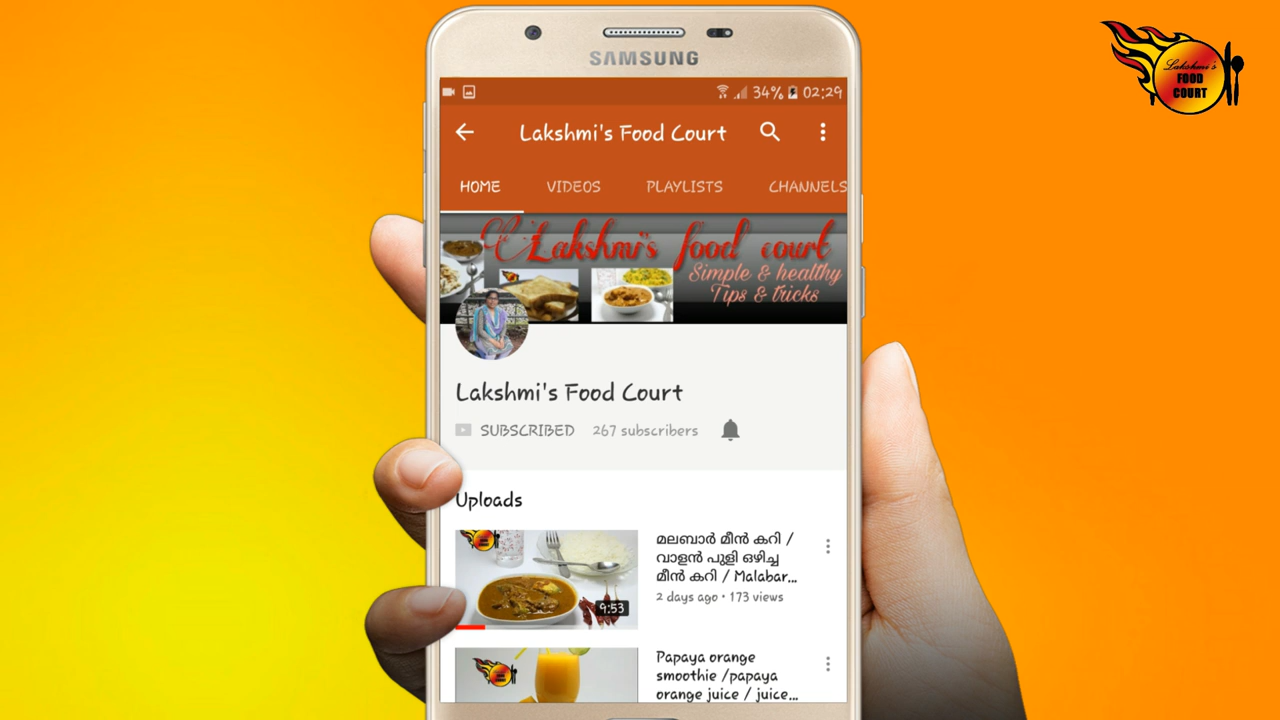 SAMSUNG
34% 02:29
Lakshmi's Food Court
HOME VIDEOS PLAYLISTS CHANNELS
Lakshmi's food court
Simple & healthy
Tips & tricks
Lakshmi's Food Court
SUBSCRIBED 267 subscribers
Uploads
മലബാർ മീൻ കറി /
വാളൻ പുളി ഒഴിച്ച
മീൻ കറി / Malabar...
2 days ago • 173 views
9:53
Papaya orange
smoothie /papaya
orange juice / juice...
FOOD
COURT
Lakshmi's
FOOD
COURT